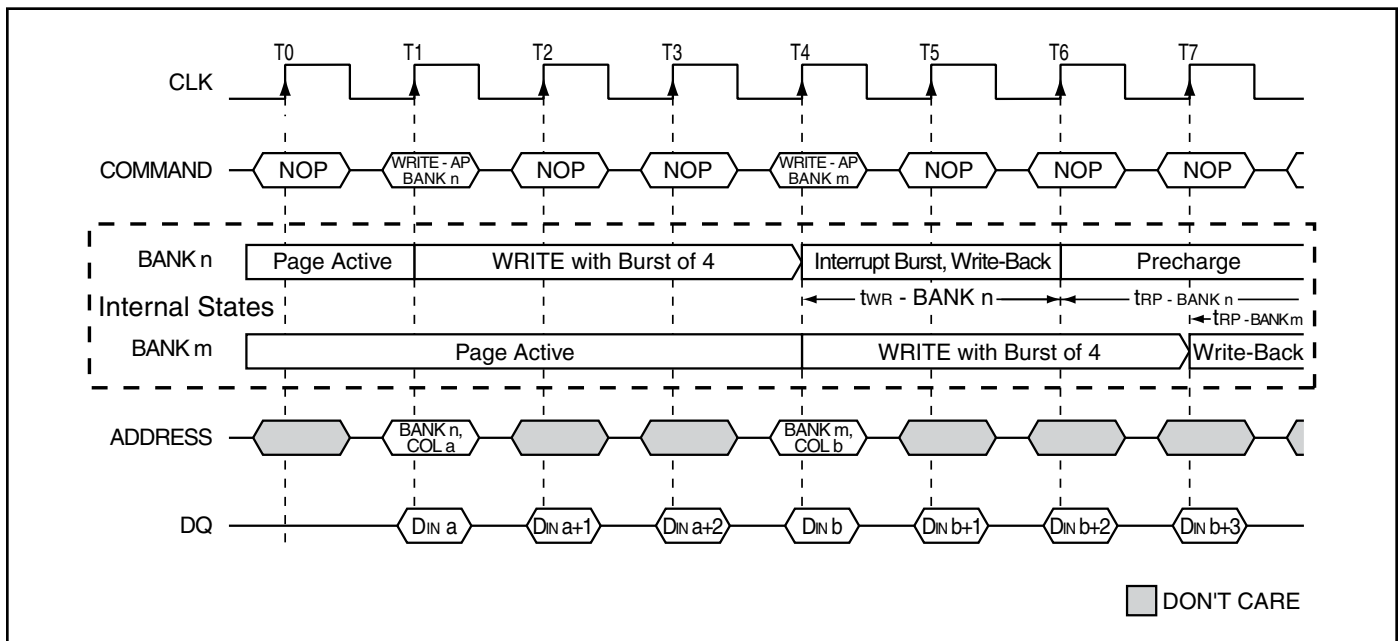 T0 T1 T2 T3 T4 T5 T6 T7
CLK
COMMAND NOP WRITE - AP BANK n NOP NOP WRITE - AP BANK m NOP NOP NOP
BANK n Page Active WRITE with Burst of 4 Interrupt Burst, Write-Back Precharge
tWR - BANK n tRP - BANK n
Internal States tRP - BANK m
BANK m Page Active WRITE with Burst of 4 Write-Back
ADDRESS BANK n, COL a BANK m, COL b
DQ DIN a DIN a+1 DIN a+2 DIN b DIN b+1 DIN b+2 DIN b+3
DON'T CARE